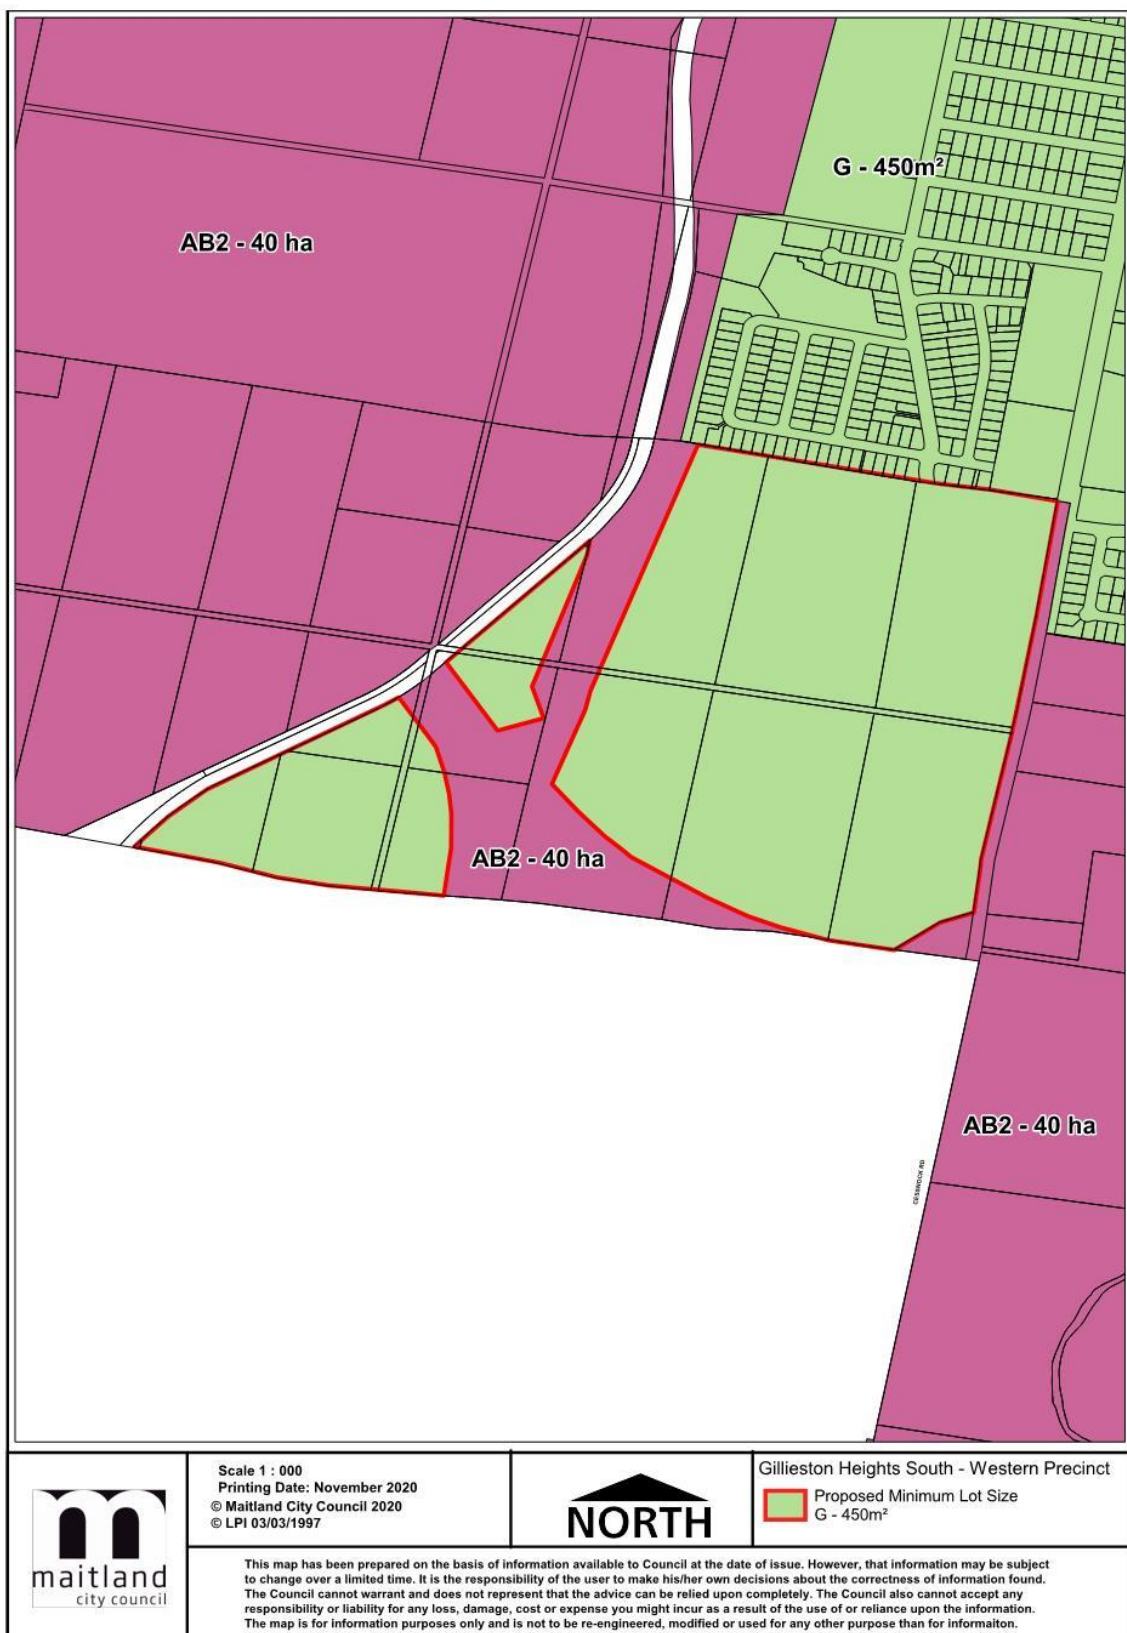 G - 450m²
AB2 - 40 ha
AB2 - 40 ha
AB2 - 40 ha
CESSNOCK RD
maitland
city council
Scale 1 : 000
Printing Date: November 2020
© Maitland City Council 2020
© LPI 03/03/1997
NORTH
Gillieston Heights South - Western Precinct
Proposed Minimum Lot Size
G - 450m²
This map has been prepared on the basis of information available to Council at the date of issue. However, that information may be subject
to change over a limited time. It is the responsibility of the user to make his/her own decisions about the correctness of information found.
The Council cannot warrant and does not represent that the advice can be relied upon completely. The Council also cannot accept any
responsibility or liability for any loss, damage, cost or expense you might incur as a result of the use of or reliance upon the information.
The map is for information purposes only and is not to be re-engineered, modified or used for any other purpose than for informaiton.